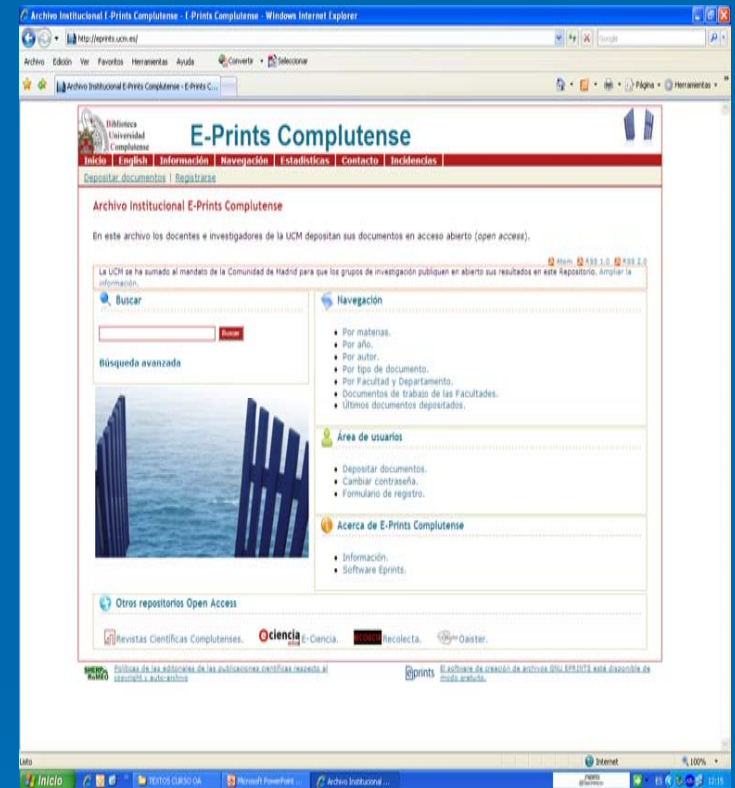 Archivo Institucional E-Prints Complutense - E-Prints Complutense - Windows Internet Explorer
http://eprints.ucm.es/
Google
Archivo Edición Ver Favoritos Herramientas Ayuda Convertir Seleccionar
Archivo Institucional E-Prints Complutense - E-Prints C...
Página Herramientas
Biblioteca
Universidad
Complutense
E-Prints Complutense
Inicio English Información Navegación Estadísticas Contacto Incidencias
Depositar documentos | Registrarse
Archivo Institucional E-Prints Complutense
En este archivo los docentes e investigadores de la UCM depositan sus documentos en acceso abierto (open access).
Atom RSS 1.0 RSS 2.0
La UCM se ha sumado al mandato de la Comunidad de Madrid para que los grupos de investigación publiquen en abierto sus resultados en este Repositorio. Ampliar la
información.
Buscar
Buscar
Búsqueda avanzada
Navegación
Por materias.
Por año.
Por autor.
Por tipo de documento.
Por Facultad y Departamento.
Documentos de trabajo de las Facultades.
Últimos documentos depositados.
Área de usuarios
Depositar documentos.
Cambiar contraseña.
Formulario de registro.
Acerca de E-Prints Complutense
Información.
Software Eprints.
Otros repositorios Open Access
Revistas Científicas Complutenses. ciencia E-Ciencia. Recolecta. Oaister.
SHERPA
RoMEO
Políticas de las editoriales de las publicaciones científicas respecto al
copyright y auto-archivo
eprints
El software de creación de archivos GNU EPRINTS está disponible de
modo gratuito.
Listo Internet 100%
Inicio TEXTOS CURSO OA Microsoft PowerPoint ... Archivo Institucional ... ES 12:15